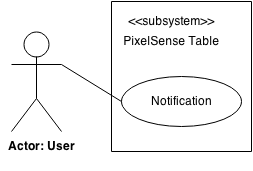 <<subsystem>>
PixelSense Table
Notification
Actor: User